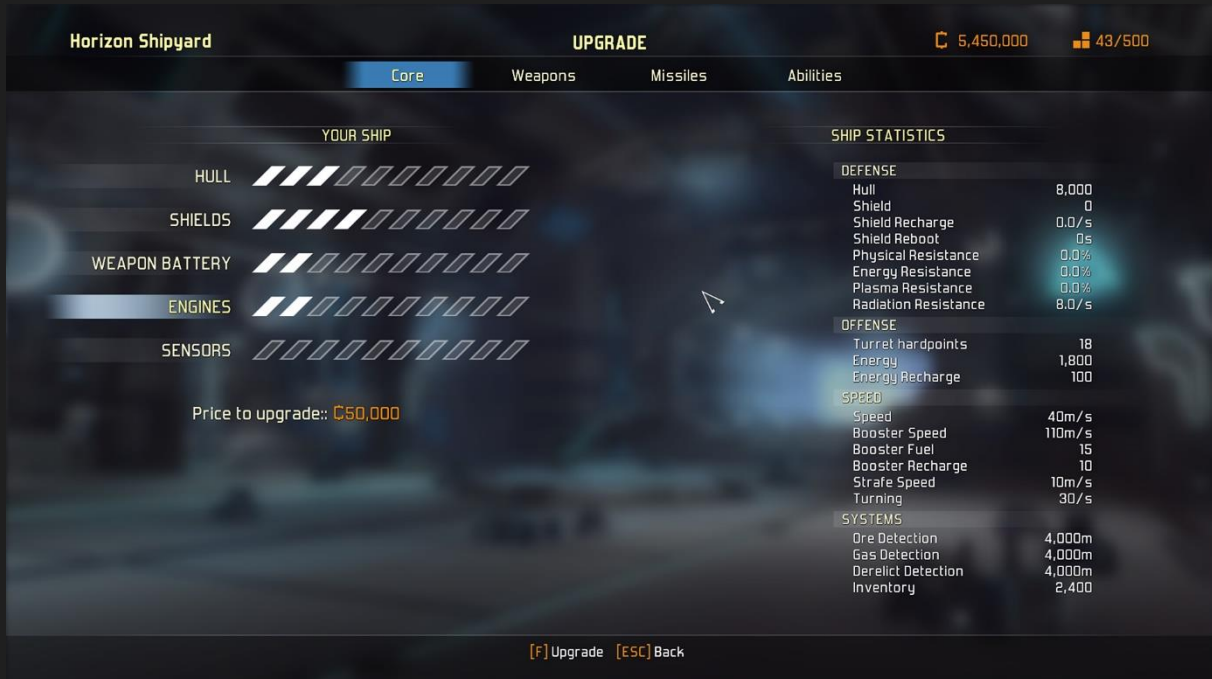 Horizon Shipyard UPGRADE 5,450,000 43/500
Core Weapons Missiles Abilities
YOUR SHIP
HULL
SHIELDS
WEAPON BATTERY
ENGINES
SENSORS
Price to upgrade:: ₡50,000
SHIP STATISTICS
DEFENSE
Hull 8,000
Shield 0
Shield Recharge 0.0/s
Shield Reboot 0s
Physical Resistance 0.0%
Energy Resistance 0.0%
Plasma Resistance 0.0%
Radiation Resistance 8.0/s
OFFENSE
Turret hardpoints 18
Energy 1,800
Energy Recharge 100
SPEED
Speed 40m/s
Booster Speed 110m/s
Booster Fuel 15
Booster Recharge 10
Strafe Speed 10m/s
Turning 30/s
SYSTEMS
Ore Detection 4,000m
Gas Detection 4,000m
Derelict Detection 4,000m
Inventory 2,400
[F] Upgrade [ESC] Back